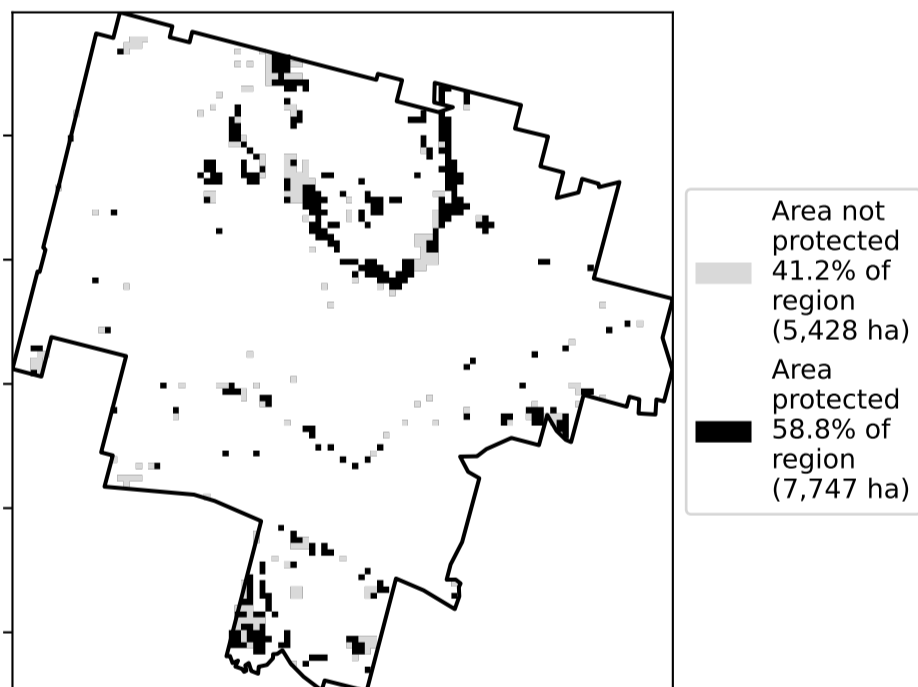 Area not
protected
41.2% of
region
(5,428 ha)
Area
protected
58.8% of
region
(7,747 ha)